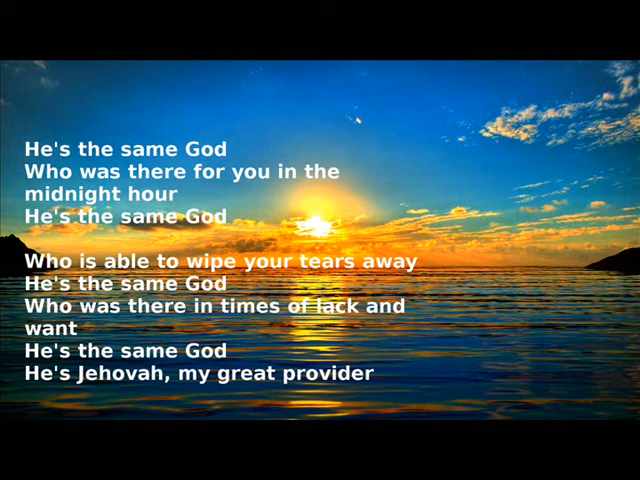 He's the same God
Who was there for you in the
midnight hour
He's the same God
Who is able to wipe your tears away
He's the same God
Who was there in times of lack and
want
He's the same God
He's Jehovah, my great provider